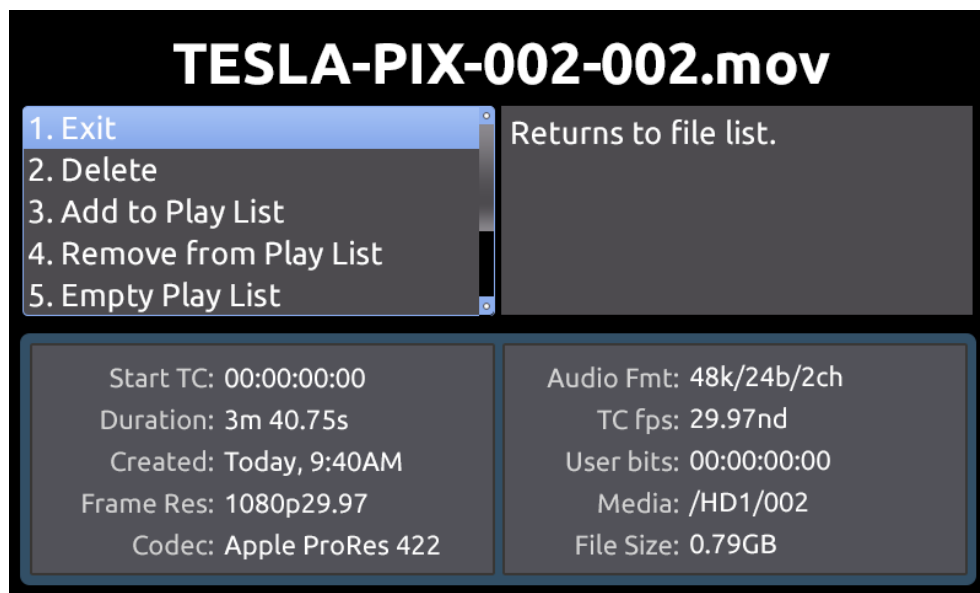 TESLA-PIX-002-002.mov
1. Exit
2. Delete
3. Add to Play List
4. Remove from Play List
5. Empty Play List
Returns to file list.
Start TC: 00:00:00:00
Duration: 3m 40.75s
Created: Today, 9:40AM
Frame Res: 1080p29.97
Codec: Apple ProRes 422
Audio Fmt: 48k/24b/2ch
TC fps: 29.97nd
User bits: 00:00:00:00
Media: /HD1/002
File Size: 0.79GB